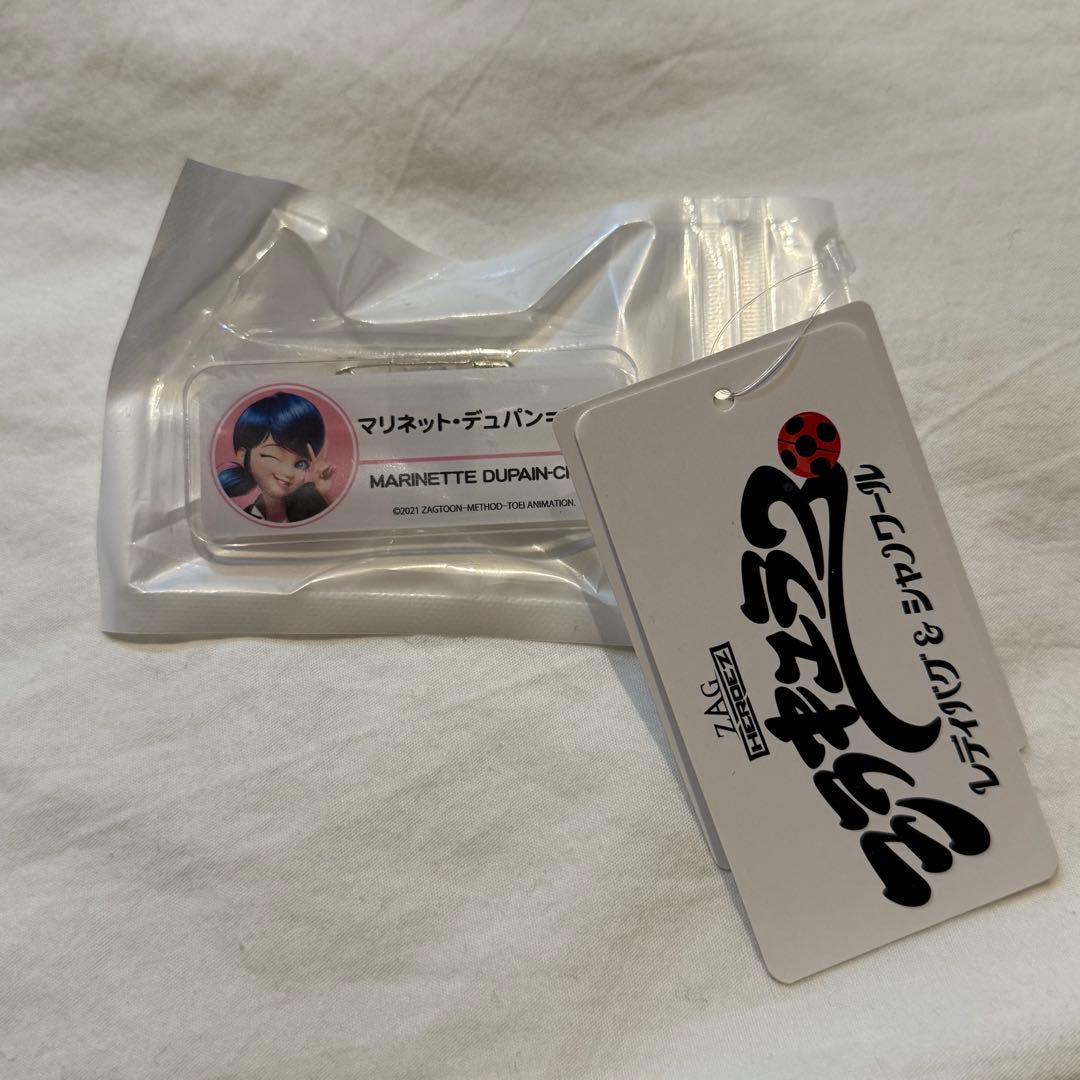 マリネット・デュパン=
MARINETTE DUPAIN-C
©2021 ZAGTOON-METHOD-TOEI ANIMATION.
ZAG
HEROEZ
ミラキュラス
レディバグ & シャノワール